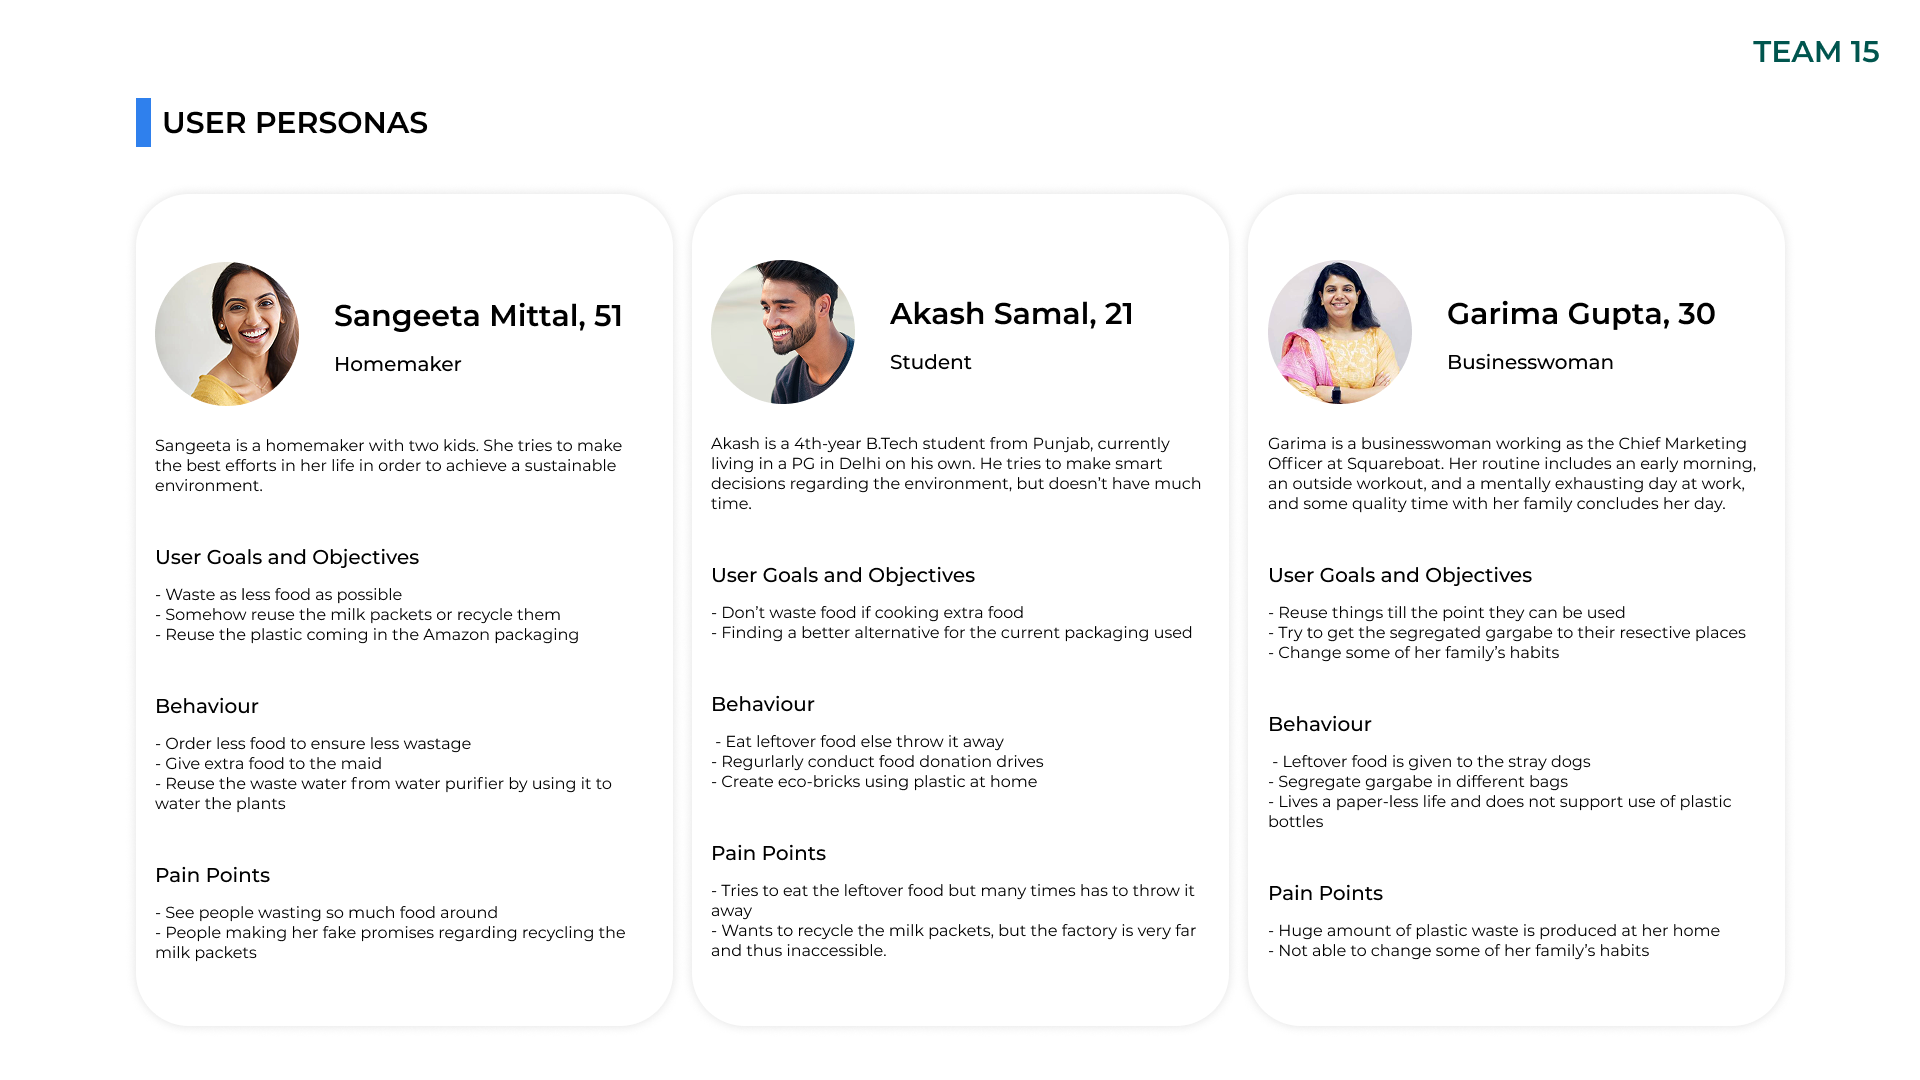 TEAM 15
USER PERSONAS
Sangeeta Mittal, 51
Homemaker
Sangeeta is a homemaker with two kids. She tries to make
the best efforts in her life in order to achieve a sustainable
environment.
User Goals and Objectives
- Waste as less food as possible
- Somehow reuse the milk packets or recycle them
- Reuse the plastic coming in the Amazon packaging
Behaviour
- Order less food to ensure less wastage
- Give extra food to the maid
- Reuse the waste water from water purifier by using it to
water the plants
Pain Points
- See people wasting so much food around
- People making her fake promises regarding recycling the
milk packets
Akash Samal, 21
Student
Akash is a 4th-year B.Tech student from Punjab, currently
living in a PG in Delhi on his own. He tries to make smart
decisions regarding the environment, but doesn’t have much
time.
User Goals and Objectives
- Don’t waste food if cooking extra food
- Finding a better alternative for the current packaging used
Behaviour
- Eat leftover food else throw it away
- Regurlarly conduct food donation drives
- Create eco-bricks using plastic at home
Pain Points
- Tries to eat the leftover food but many times has to throw it
away
- Wants to recycle the milk packets, but the factory is very far
and thus inaccessible.
Garima Gupta, 30
Businesswoman
Garima is a businesswoman working as the Chief Marketing
Officer at Squareboat. Her routine includes an early morning,
an outside workout, and a mentally exhausting day at work,
and some quality time with her family concludes her day.
User Goals and Objectives
- Reuse things till the point they can be used
- Try to get the segregated gargabe to their resective places
- Change some of her family’s habits
Behaviour
- Leftover food is given to the stray dogs
- Segregate gargabe in different bags
- Lives a paper-less life and does not support use of plastic
bottles
Pain Points
- Huge amount of plastic waste is produced at her home
- Not able to change some of her family’s habits